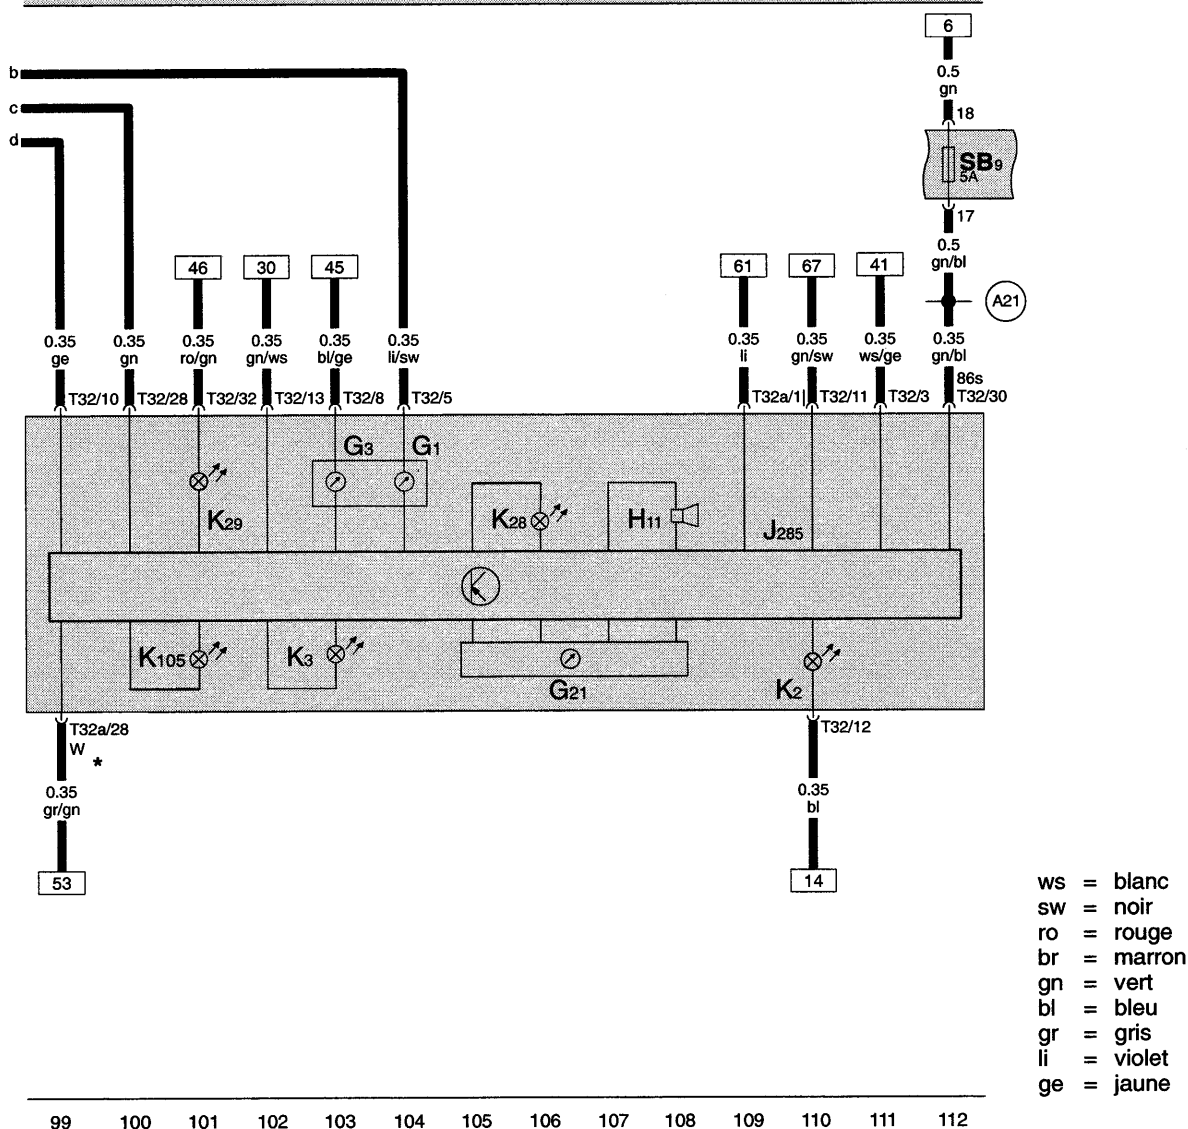 6
b
0.5
gn
c
18
d
SB9
5A
17
0.5
gn/bl
46
30
45
61
67
41
A21
0.35
0.35
0.35
0.35
0.35
0.35
0.35
0.35
0.35
0.35
ge
gn
ro/gn
gn/ws
bl/ge
li/sw
li
gn/sw
ws/ge
gn/bl
86s
T32/10
T32/28
T32/32
T32/13
T32/8
T32/5
T32a/1
T32/11
T32/3
T32/30
G3
G1
K29
K28
H11
J285
K105
K3
G21
K2
T32a/28
T32/12
W
*
0.35
gr/gn
0.35
bl
53
14
ws = blanc
sw = noir
ro = rouge
br = marron
gn = vert
bl = bleu
gr = gris
li = violet
ge = jaune
99 100 101 102 103 104 105 106 107 108 109 110 111 112